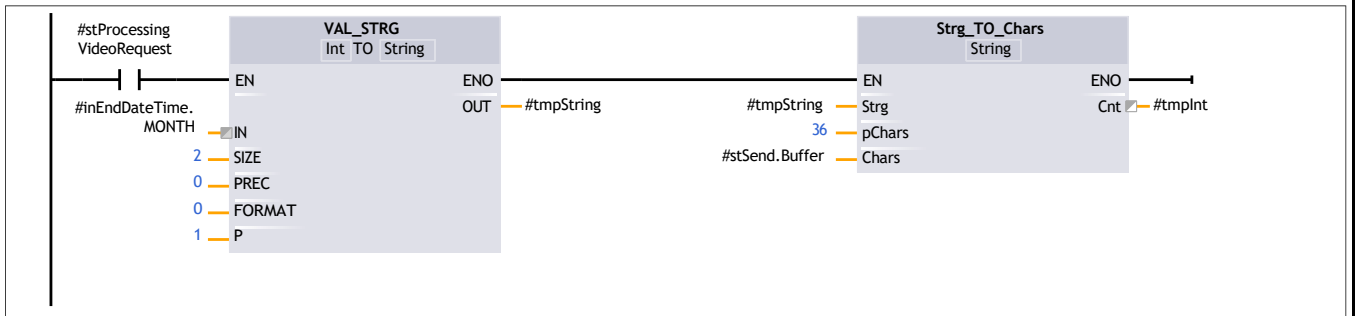 #stProcessing
VideoRequest
VAL_STRG
Int TO String
EN ENO
OUT #tmpString
#inEndDateTime.
MONTH IN
2 SIZE
0 PREC
0 FORMAT
1 P
Strg_TO_Chars
String
EN ENO
#tmpString Strg Cnt #tmpInt
36 pChars
#stSend.Buffer Chars